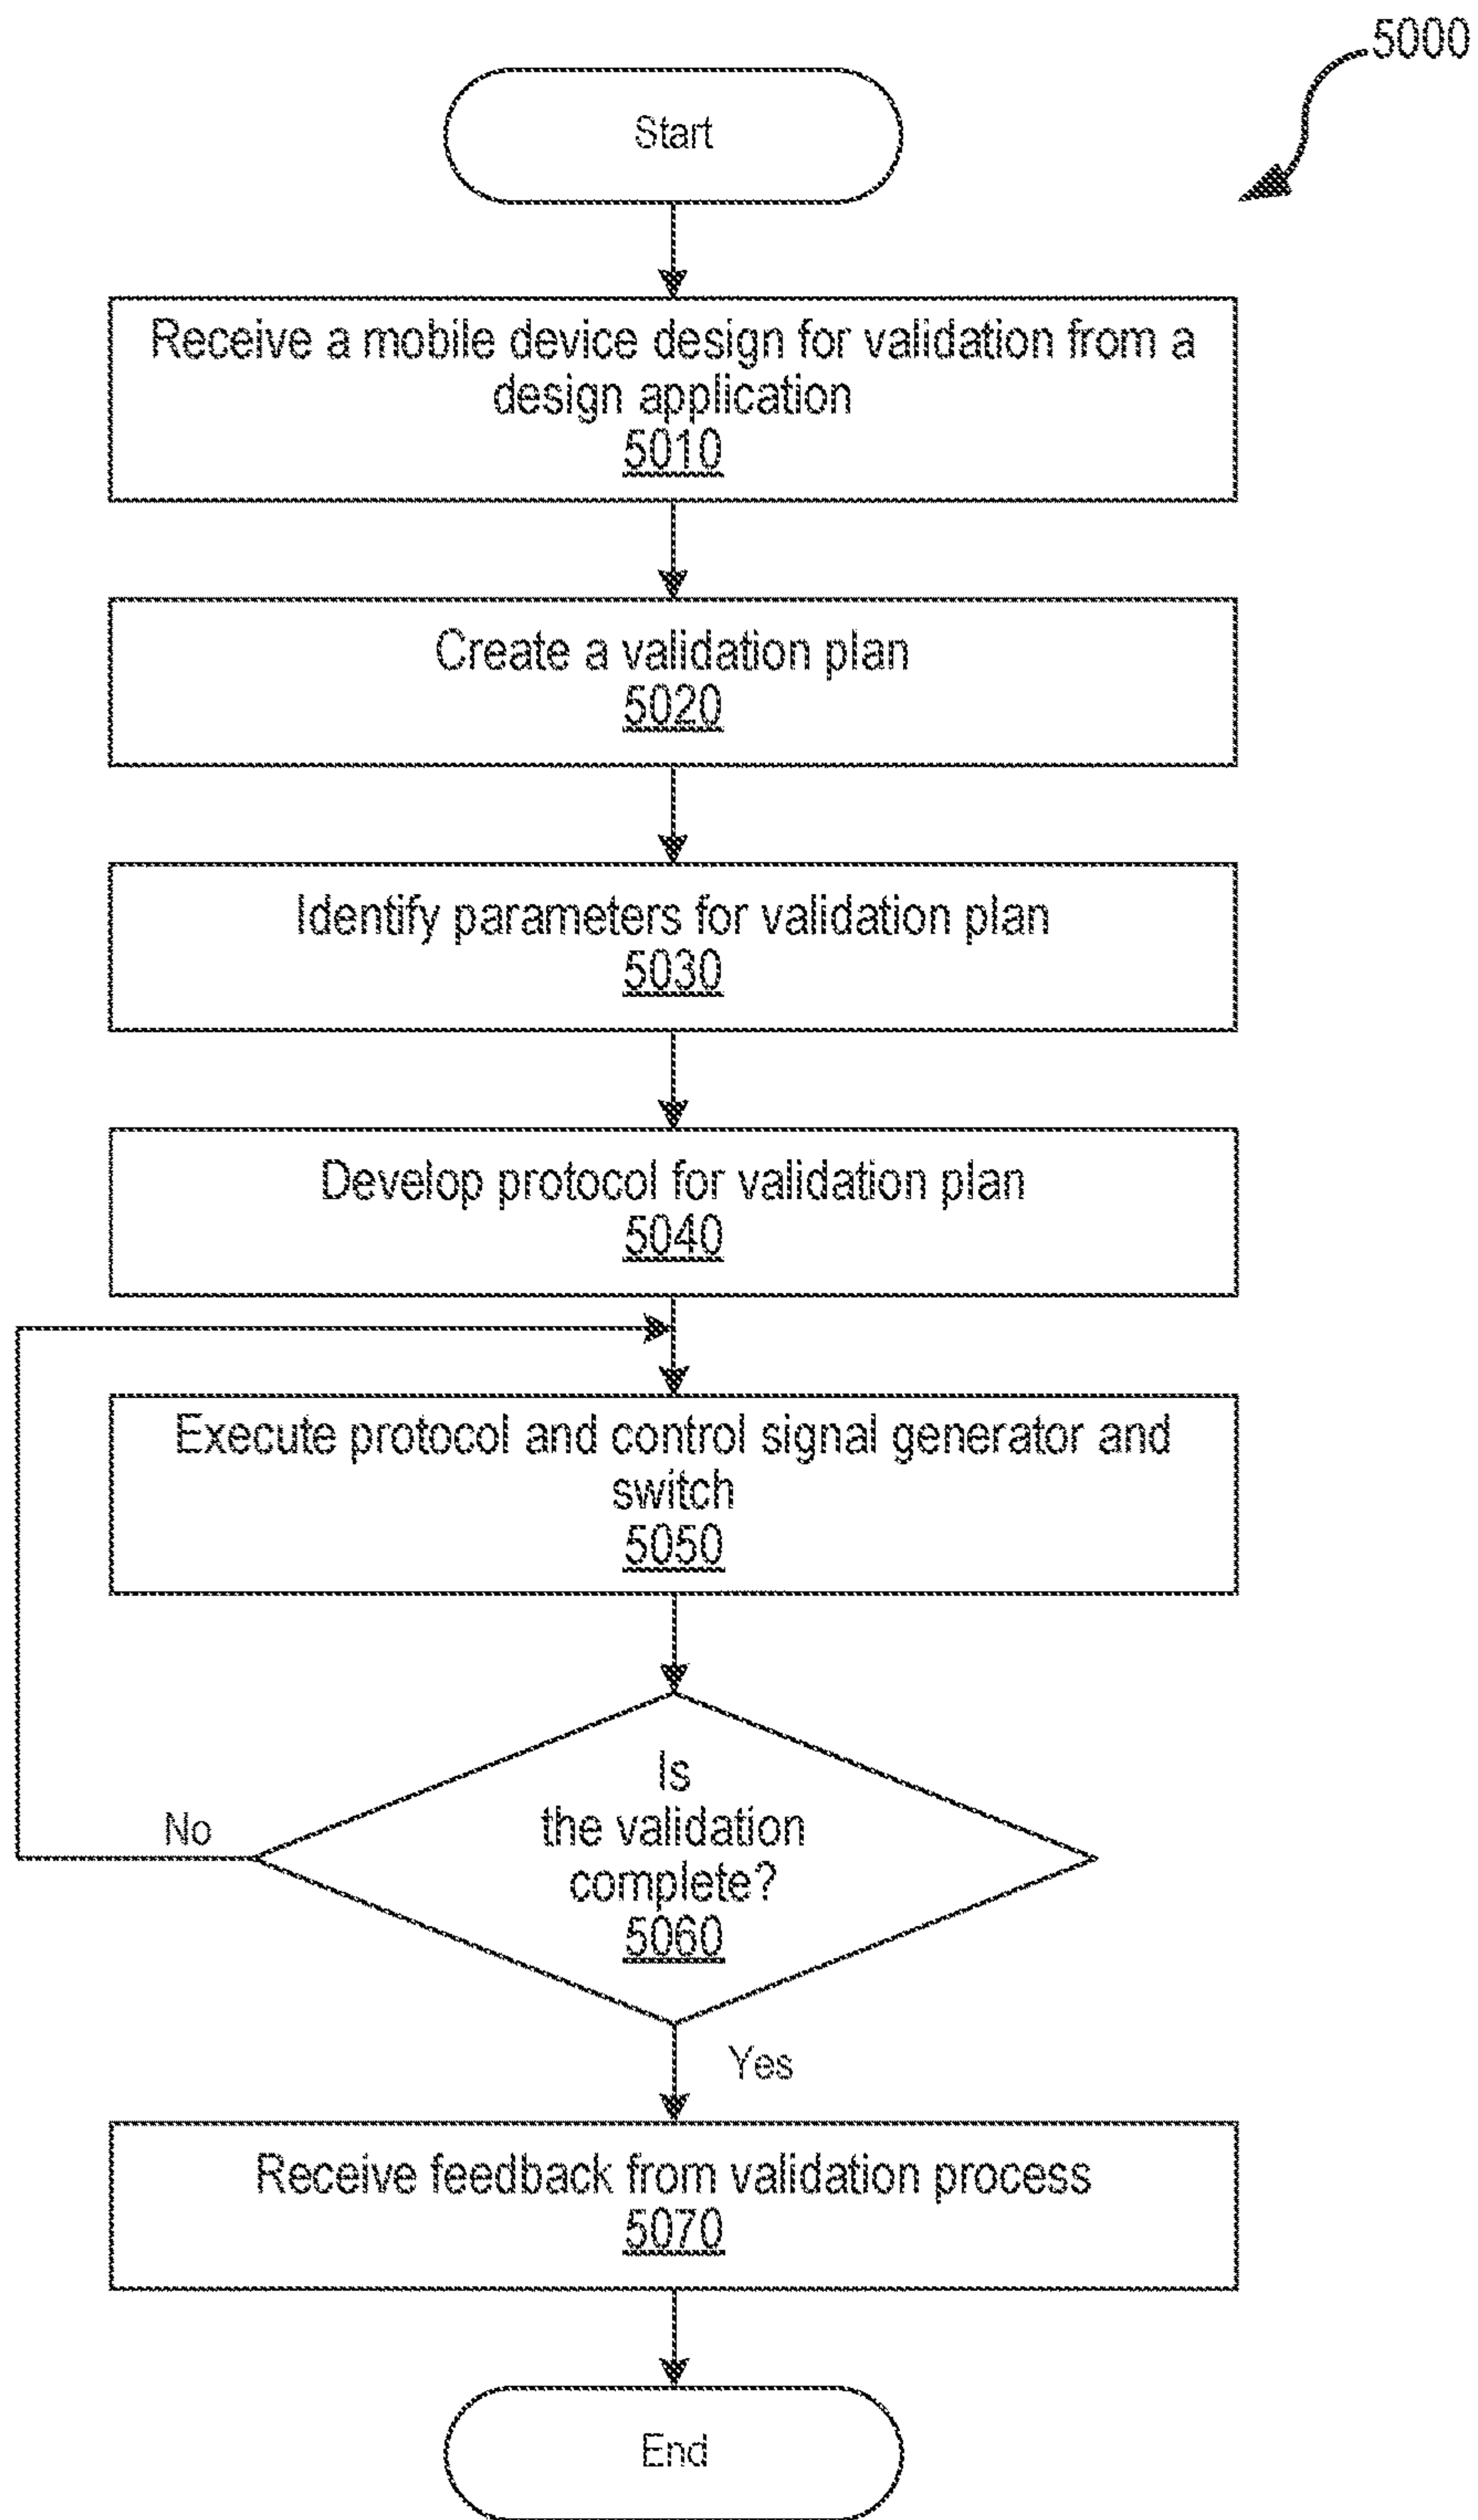 5000
Start
Receive a mobile device design for validation from a
design application
5010
Create a validation plan
5020
Identify parameters for validation plan
5030
Develop protocol for validation plan
5040
Execute protocol and control signal generator and
switch
5050
Is
the validation
complete?
5060
No
Yes
Receive feedback from validation process
5070
End